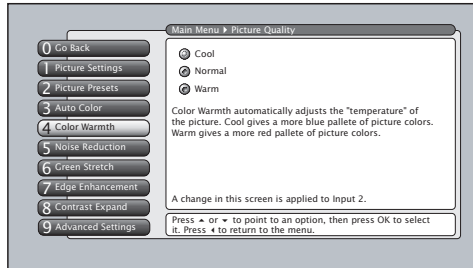 Main Menu ▸ Picture Quality
0 Go Back
1 Picture Settings
2 Picture Presets
3 Auto Color
4 Color Warmth
5 Noise Reduction
6 Green Stretch
7 Edge Enhancement
8 Contrast Expand
9 Advanced Settings
Cool
Normal
Warm
Color Warmth automatically adjusts the "temperature" of
the picture. Cool gives a more blue pallete of picture colors.
Warm gives a more red pallete of picture colors.
A change in this screen is applied to Input 2.
Press ▴ or ▾ to point to an option, then press OK to select
it. Press ◂ to return to the menu.